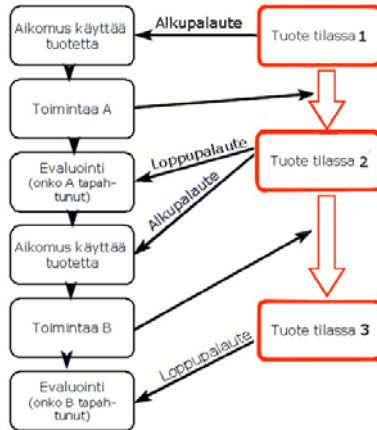 Aikomus käyttää
tuotetta
Alkupalaute
Tuote tilassa 1
Toimintaa A
Loppupalaute
Tuote tilassa 2
Evaluointi
(onko A tapah-
tunut)
Alkupalaute
Aikomus käyttää
tuotetta
Toimintaa B
Tuote tilassa 3
Loppupalaute
Evaluointi
(onko B tapah-
tunut)